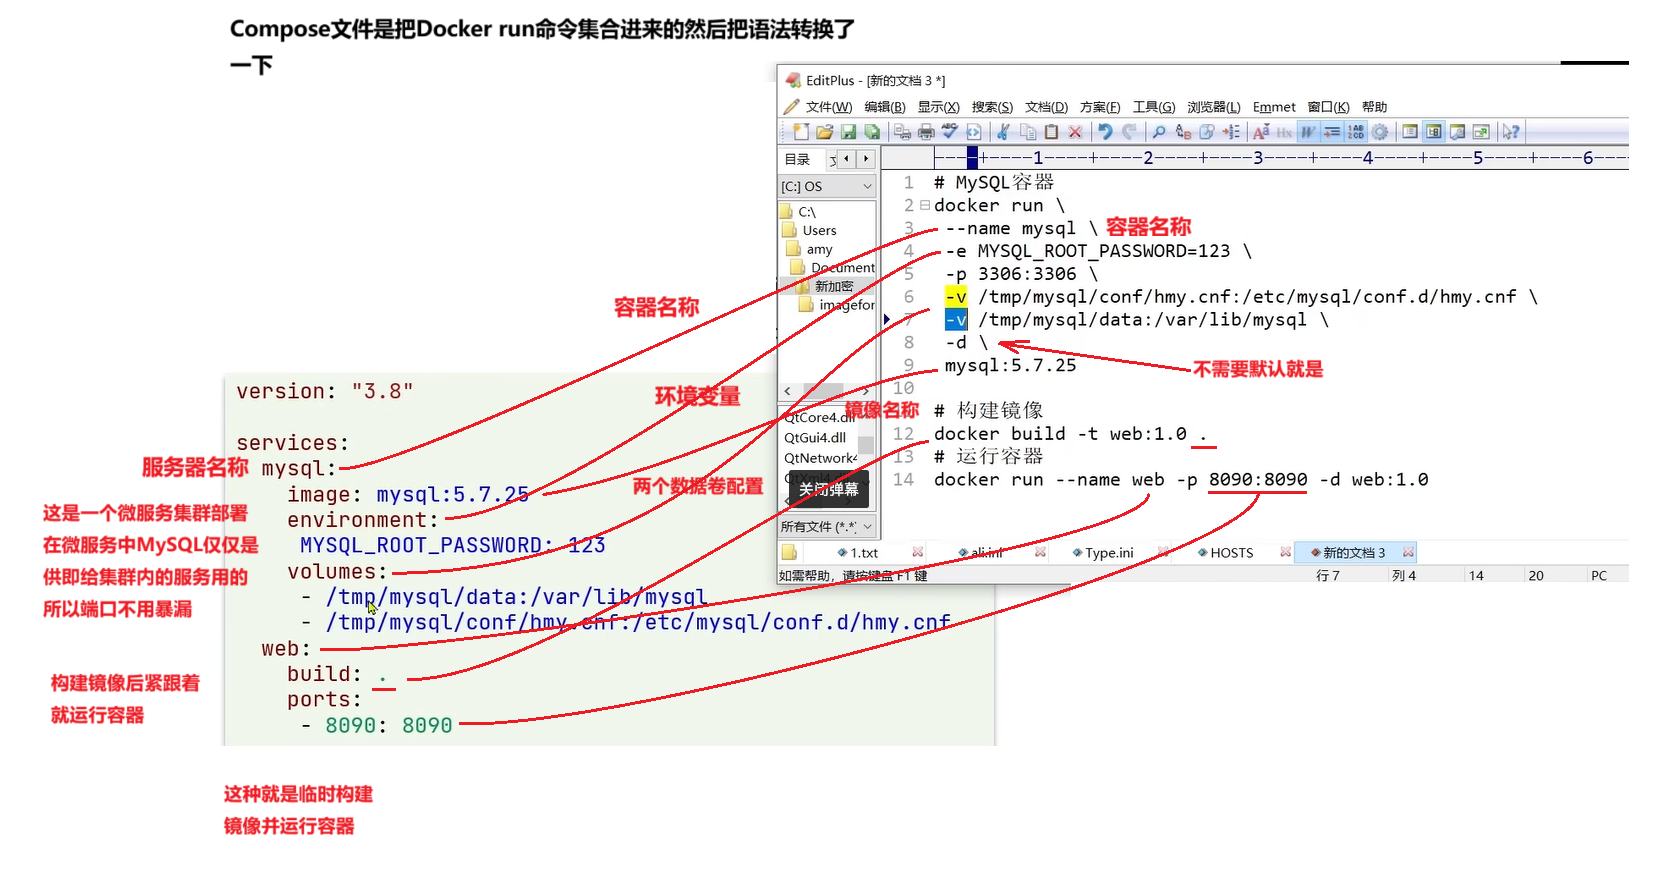 Compose文件是把Docker run命令集合进来的然后把语法转换了
一下
EditPlus - [新的文档 3 *]
文件(W) 编辑(B) 显示(X) 搜索(S) 文档(D) 方案(F) 工具(G) 浏览器(L) Emmet 窗口(K) 帮助
目录
[C:] OS
C:\
Users
amy
Document
新加密
imagefor
QtCore4.dll
QtGui4.dll
QtNetwork4
关闭弹幕
所有文件 (*.*)
----+----1----+----2----+----3----+----4----+----5----+----6--
1 # MySQL容器
2 docker run \
3 --name mysql \ 容器名称
4 -e MYSQL_ROOT_PASSWORD=123 \
5 -p 3306:3306 \
6 -v /tmp/mysql/conf/hmy.cnf:/etc/mysql/conf.d/hmy.cnf \
7 -v /tmp/mysql/data:/var/lib/mysql \
8 -d \
不需要默认就是
9 mysql:5.7.25
10
# 构建镜像
12 docker build -t web:1.0 .
13 # 运行容器
14 docker run --name web -p 8090:8090 -d web:1.0
1.txt ali.ini Type.ini HOSTS 新的文档 3
如需帮助，请按键盘 F1 键 行 7 列 4 14 20 PC
容器名称
环境变量
镜像名称
两个数据卷配置
version: "3.8"
services:
服务器名称
mysql:
image: mysql:5.7.25
environment:
MYSQL_ROOT_PASSWORD: 123
volumes:
- /tmp/mysql/data:/var/lib/mysql
- /tmp/mysql/conf/hmy.cnf:/etc/mysql/conf.d/hmy.cnf
web:
build: .
ports:
- 8090: 8090
这是一个微服务集群部署
在微服务中MySQL仅仅是
供即给集群内的服务用的
所以端口不用暴漏
构建镜像后紧跟着
就运行容器
这种就是临时构建
镜像并运行容器